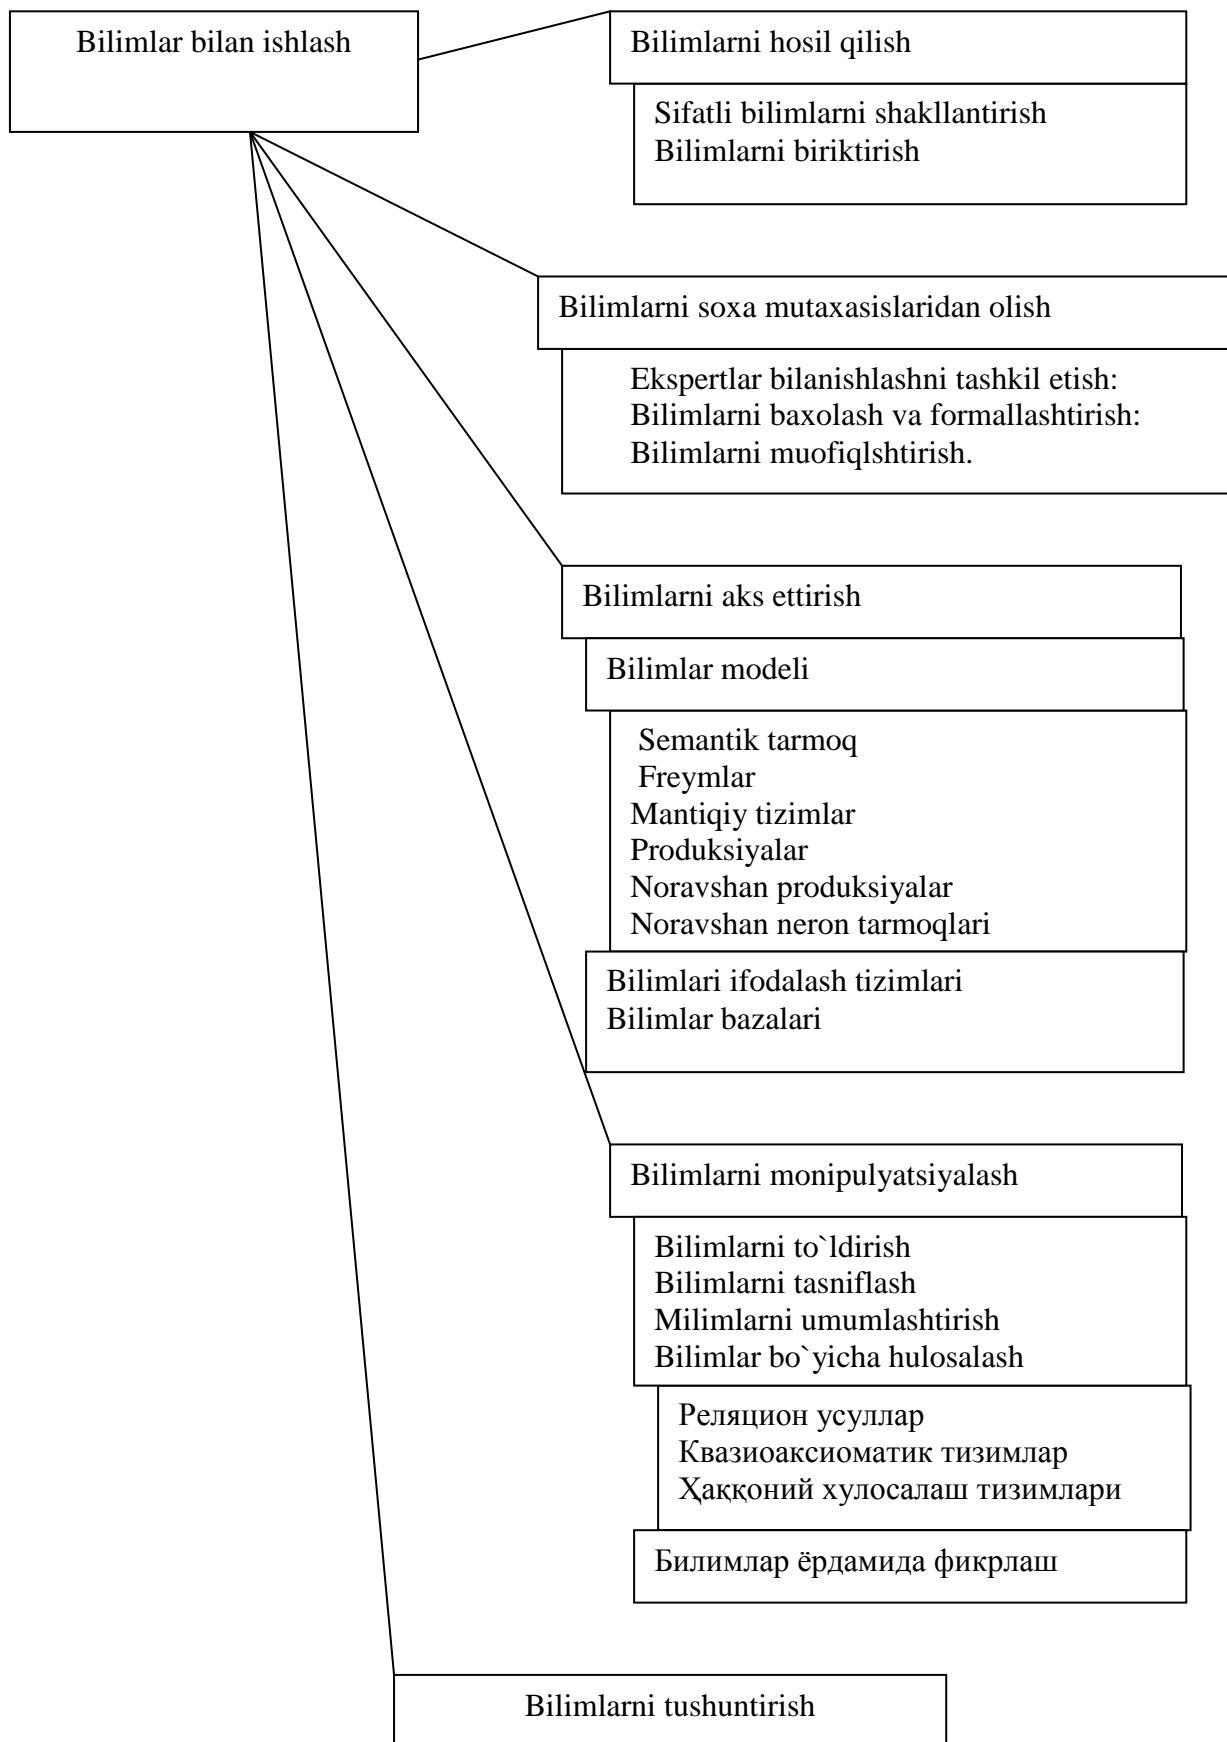 Bilimlar bilan ishlash
Bilimlarni hosil qilish
Sifatli bilimlarni shakllantirish
Bilimlarni biriktirish
Bilimlarni soxa mutaxasislaridan olish
Ekspertlar bilanishlashni tashkil etish:
Bilimlarni baxolash va formallashtirish:
Bilimlarni muofiqlshtirish.
Bilimlarni aks ettirish
Bilimlar modeli
Semantik tarmoq
Freymlar
Mantiqiy tizimlar
Produksiyalar
Noravshan produksiyalar
Noravshan neron tarmoqlari
Bilimlari ifodalash tizimlari
Bilimlar bazalari
Bilimlarni monipulyatsiyalash
Bilimlarni to`ldirish
Bilimlarni tasniflash
Milimlarni umumlashtirish
Bilimlar bo`yicha hulosalash
Реляцион усуллар
Квазиоаксиоматик тизимлар
Ҳаққоний хулосалаш тизимлари
Билимлар ёрдамида фикрлаш
Bilimlarni tushuntirish